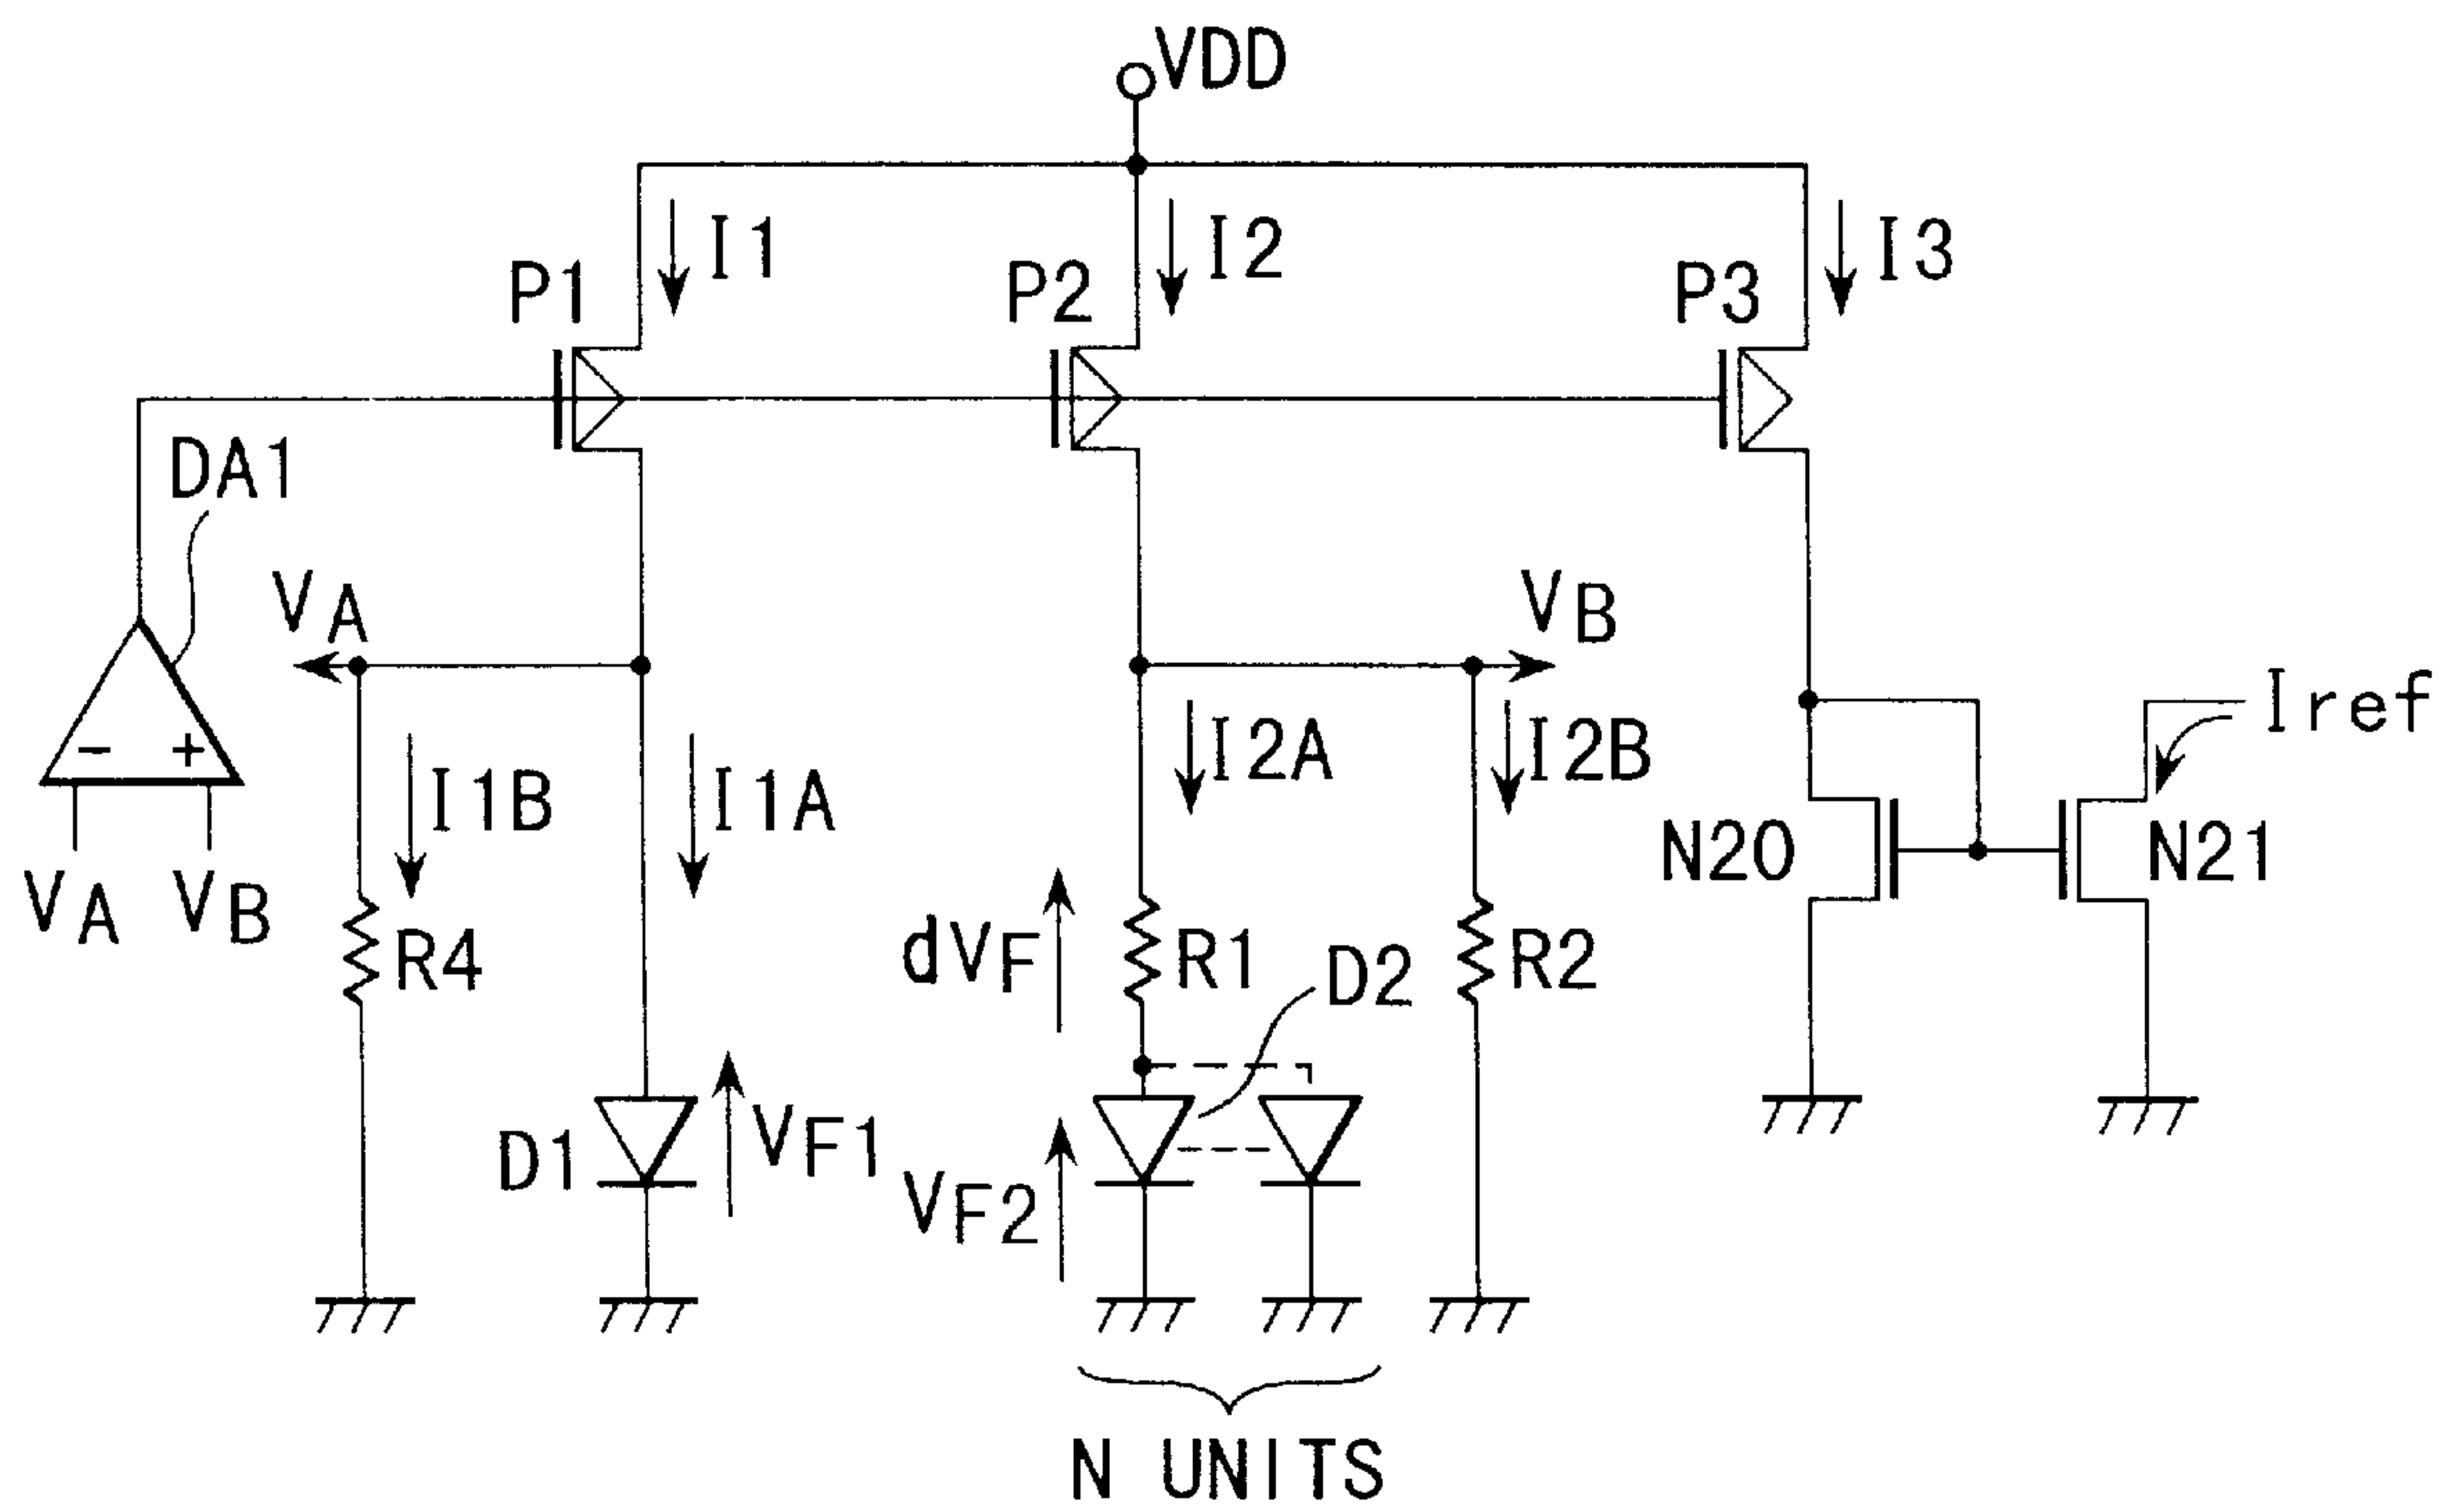 VDD
I1
I2
I3
P1
P2
P3
DA1
VA
VB
Iref
I2A
I2B
I1B
I1A
- +
N20
N21
VA
VB
R4
dVF
R1
D2
R2
D1
VF1
VF2
N UNITS